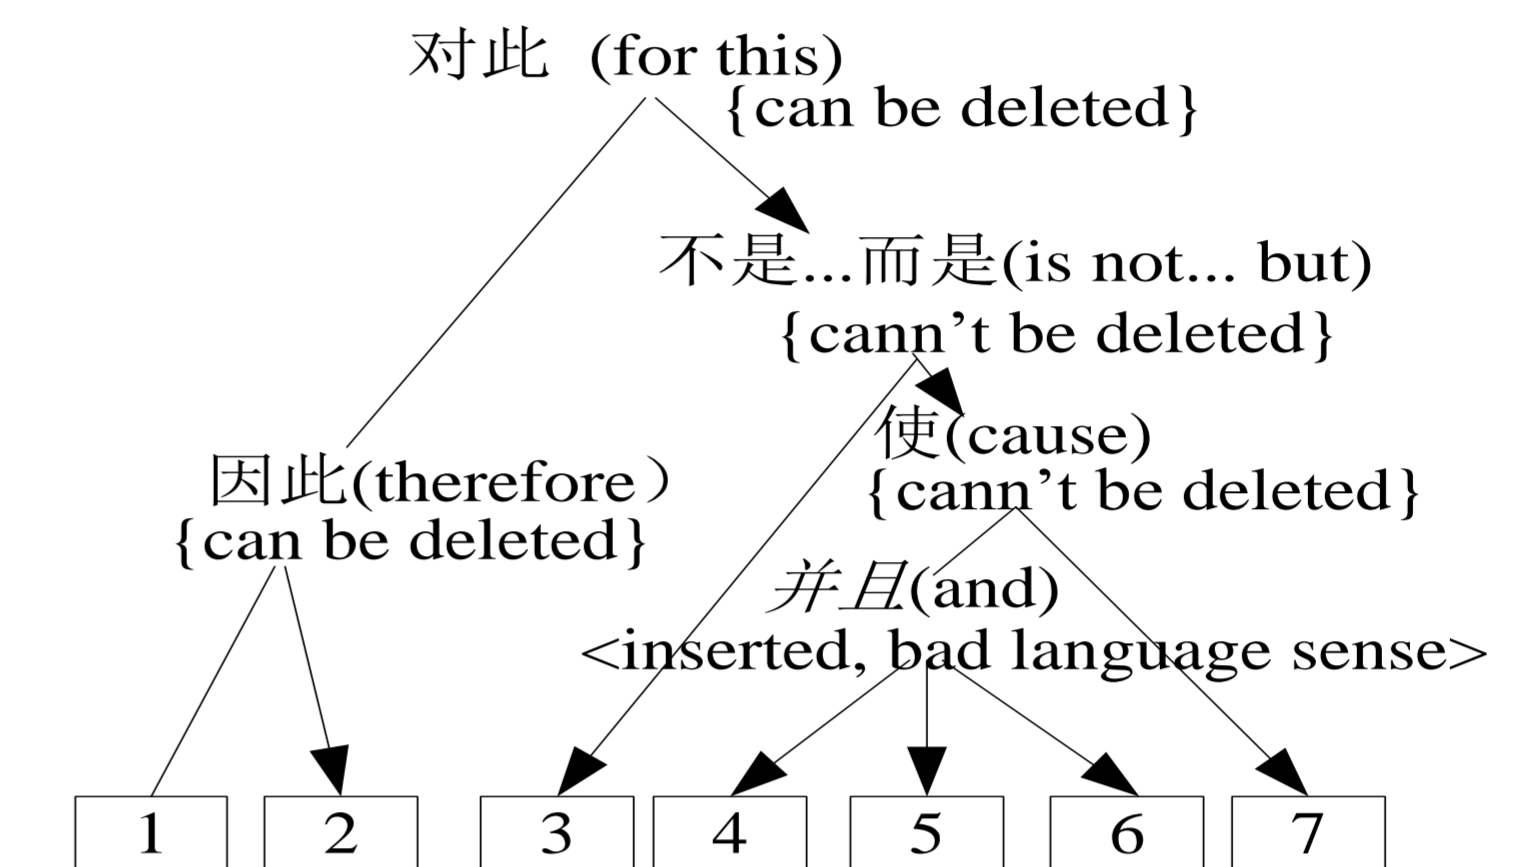 对此 (for this)
{can be deleted}
不是...而是(is not... but)
{cann’t be deleted}
使(cause)
{cann’t be deleted}
因此(therefore）
{can be deleted}
并且(and)
<inserted, bad language sense>
1 2 3 4 5 6 7